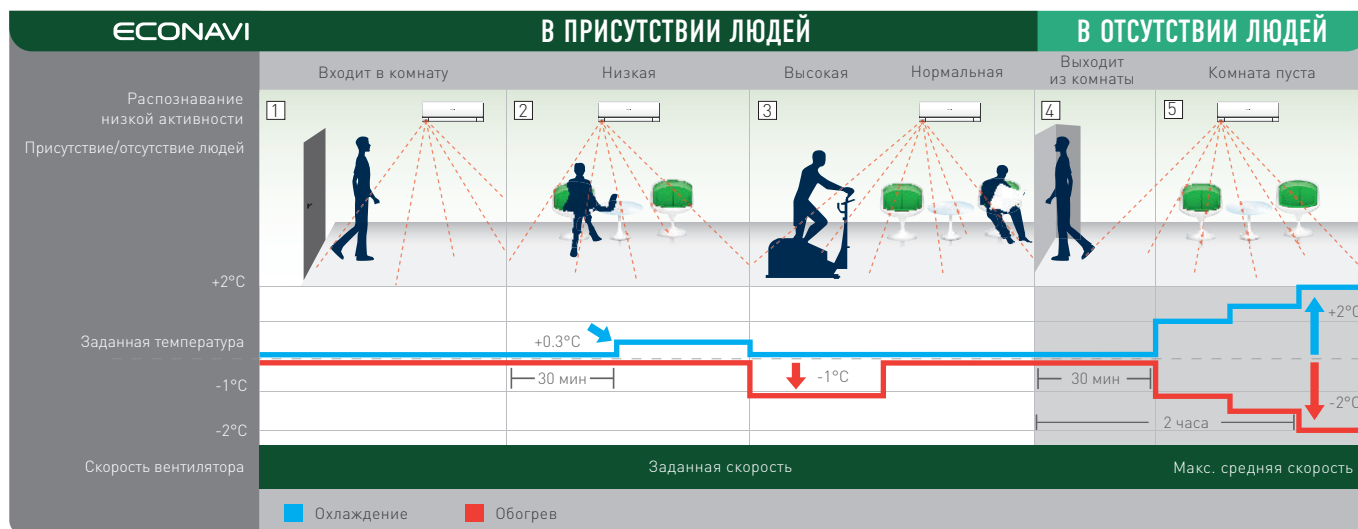 ECONAVI
В ПРИСУТСТВИИ ЛЮДЕЙ
В ОТСУТСТВИИ ЛЮДЕЙ
Входит в комнату
Низкая
Высокая
Нормальная
Выходит
из комнаты
Комната пуста
Распознавание
низкой активности
Присутствие/отсутствие людей
1
2
3
4
5
+2°C
Заданная температура
-1°C
-2°C
+0.3°C
30 мин
-1°C
30 мин
2 часа
+2°C
-2°C
Скорость вентилятора
Заданная скорость
Макс. средняя скорость
Охлаждение
Обогрев